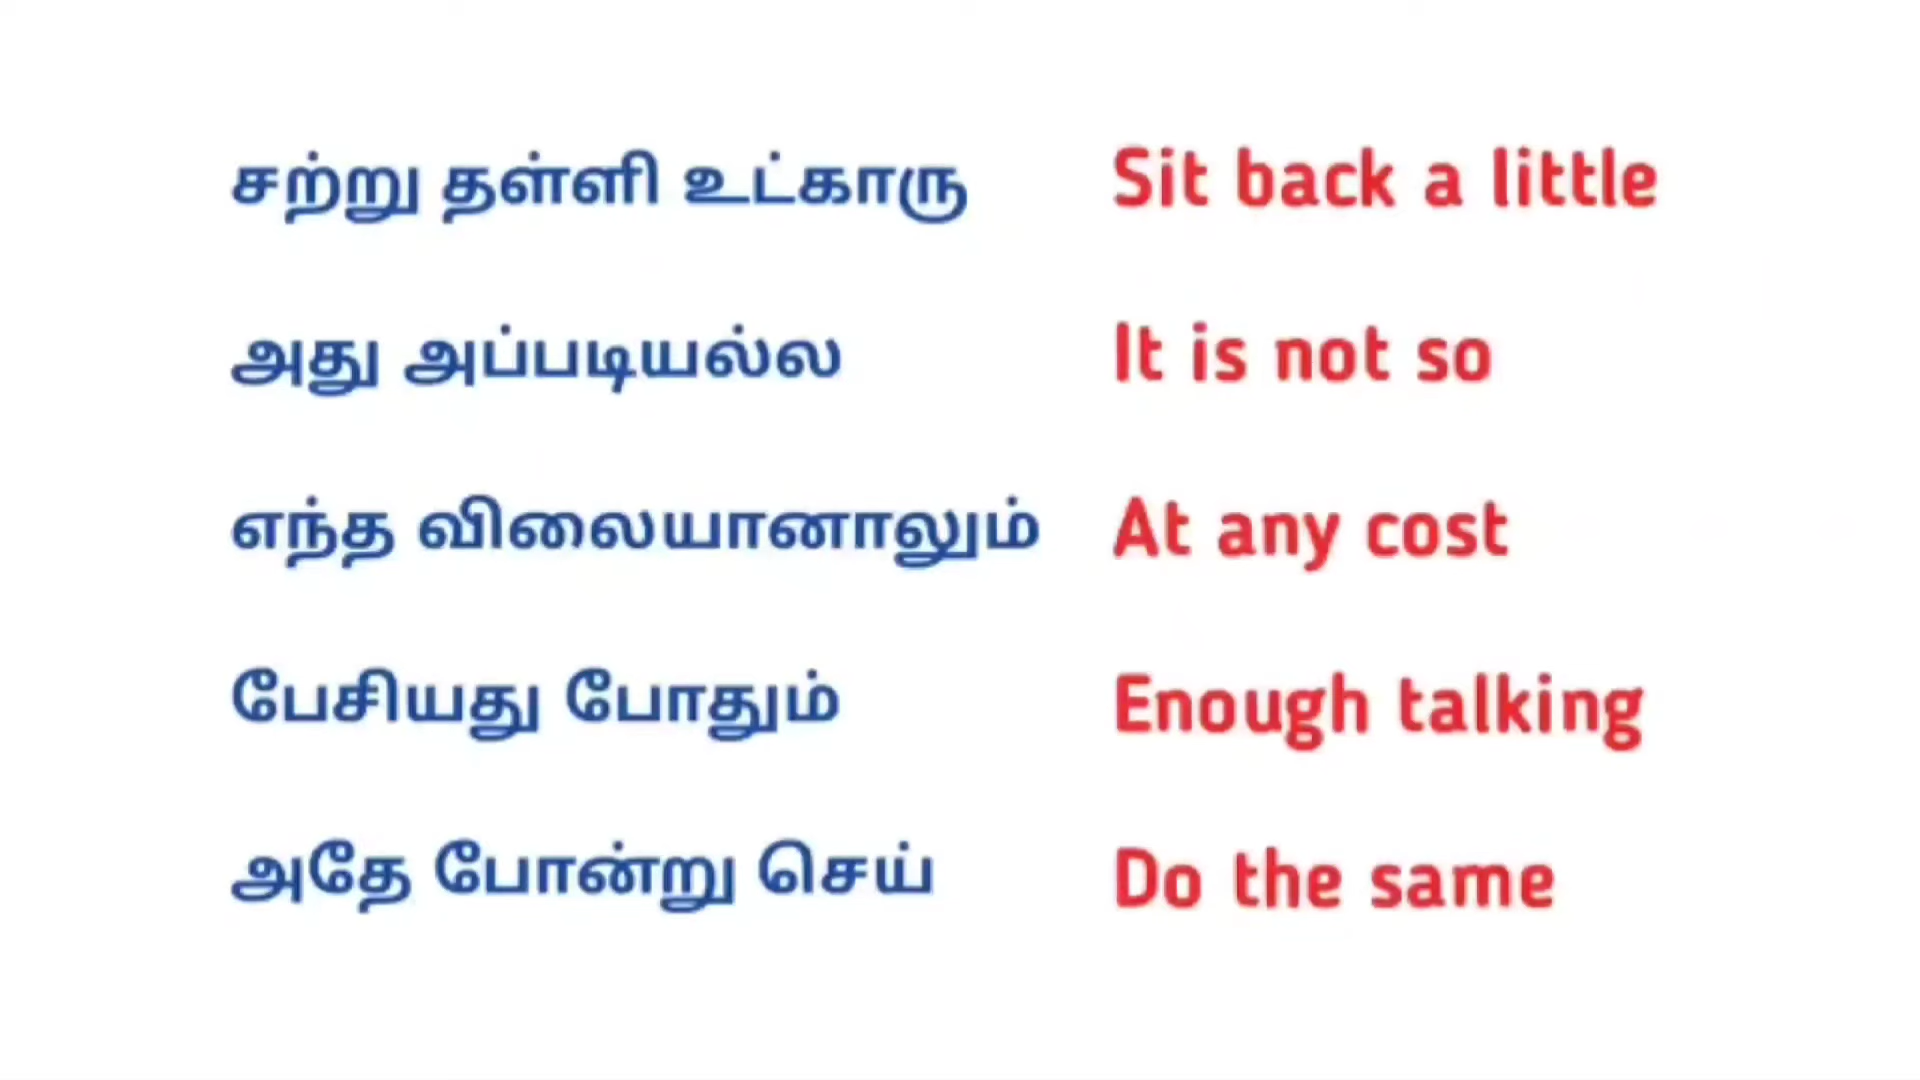 சற்று தள்ளி உட்காரு Sit back a little
அது அப்படியல்ல It is not so
எந்த விலையானாலும் At any cost
பேசியது போதும் Enough talking
அதே போன்று செய் Do the same